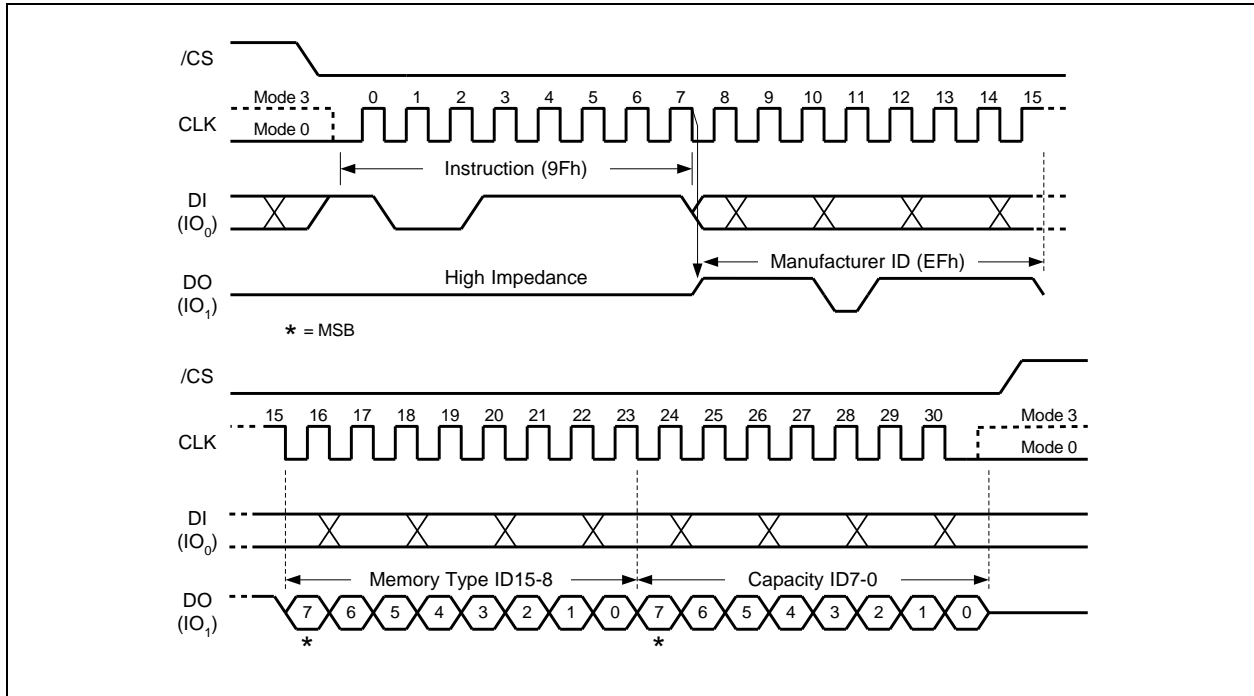 /CS
Mode 3 0 1 2 3 4 5 6 7 8 9 10 11 12 13 14 15
CLK
Mode 0
Instruction (9Fh)
DI
(IO0)
Manufacturer ID (EFh)
High Impedance
DO
(IO1)
* = MSB
/CS
15 16 17 18 19 20 21 22 23 24 25 26 27 28 29 30 Mode 3
CLK
Mode 0
DI
(IO0)
Memory Type ID15-8 Capacity ID7-0
DO
(IO1)
7 6 5 4 3 2 1 0 7 6 5 4 3 2 1 0
* *